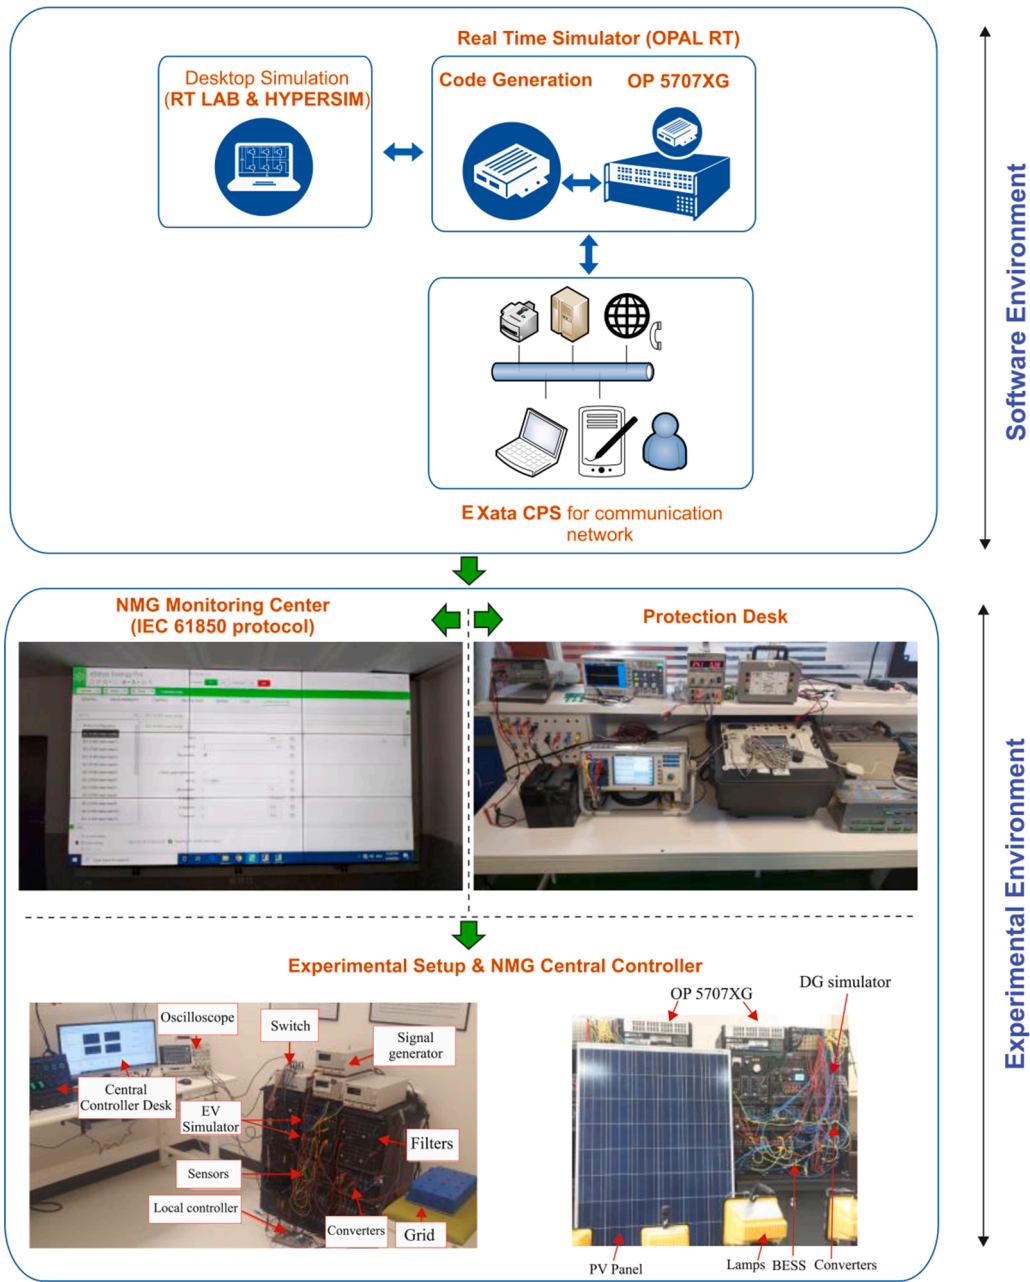 Real Time Simulator (OPAL RT)
Desktop Simulation
(RT LAB & HYPERSIM)
Code Generation
OP 5707XG
EXata CPS for communication
network
Software Environment
NMG Monitoring Center
(IEC 61850 protocol)
Protection Desk
Experimental Environment
Experimental Setup & NMG Central Controller
Oscilloscope
Switch
Signal
generator
Central
Controller Desk
EV
Simulator
Filters
Sensors
Local controller
Converters
Grid
OP 5707XG
DG simulator
PV Panel
Lamps
BESS
Converters